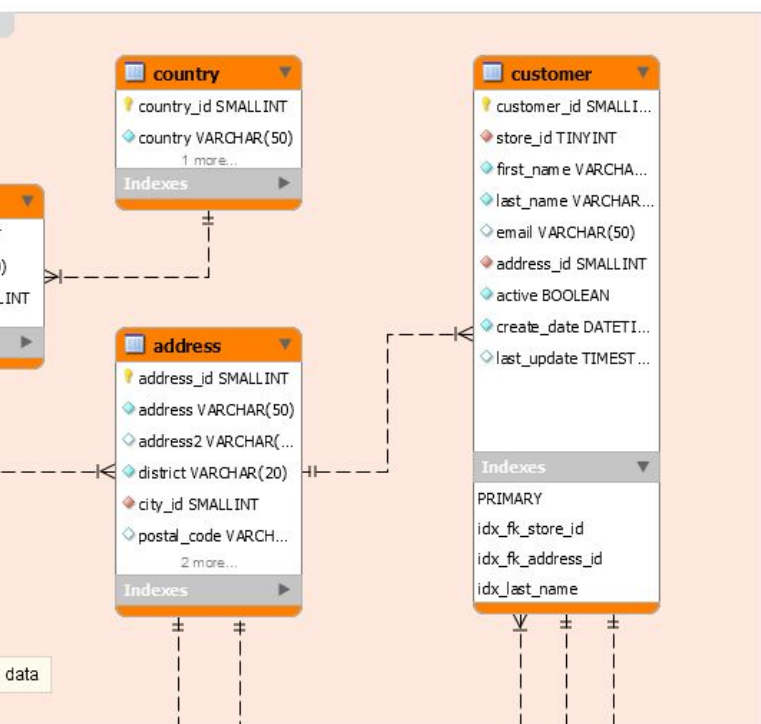 country
country_id SMALLINT
country VARCHAR(50)
1 more...
Indexes
)
LINT
address
address_id SMALLINT
address VARCHAR(50)
address2 VARCHAR(...
district VARCHAR(20)
city_id SMALLINT
postal_code VARCH...
2 more...
Indexes
customer
customer_id SMALLI...
store_id TINYINT
first_name VARCHA...
last_name VARCHAR...
email VARCHAR(50)
address_id SMALLINT
active BOOLEAN
create_date DATETI...
last_update TIMEST...
Indexes
PRIMARY
idx_fk_store_id
idx_fk_address_id
idx_last_name
data